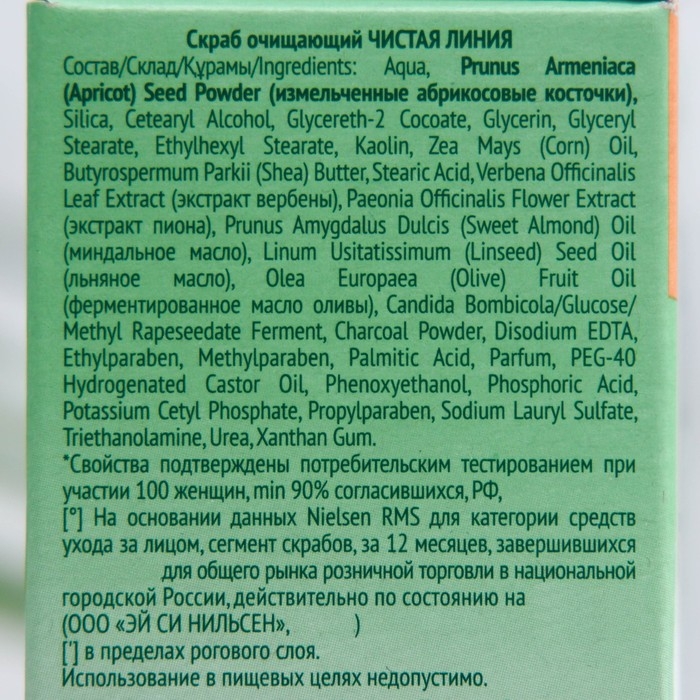 Скраб очищающий ЧИСТАЯ ЛИНИЯ
Состав/Склад/Құрамы/Ingredients: Aqua, Prunus Armeniaca
(Apricot) Seed Powder (измельченные абрикосовые косточки),
Silica, Cetearyl Alcohol, Glycereth-2 Cocoate, Glycerin, Glyceryl
Stearate, Ethylhexyl Stearate, Kaolin, Zea Mays (Corn) Oil,
Butyrospermum Parkii (Shea) Butter, Stearic Acid, Verbena Officinalis
Leaf Extract (экстракт вербены), Paeonia Officinalis Flower Extract
(экстракт пиона), Prunus Amygdalus Dulcis (Sweet Almond) Oil
(миндальное масло), Linum Usitatissimum (Linseed) Seed Oil
(льняное масло), Olea Europaea (Olive) Fruit Oil
(ферментированное масло оливы), Candida Bombicola/Glucose/
Methyl Rapeseedate Ferment, Charcoal Powder, Disodium EDTA,
Ethylparaben, Methylparaben, Palmitic Acid, Parfum, PEG-40
Hydrogenated Castor Oil, Phenoxyethanol, Phosphoric Acid,
Potassium Cetyl Phosphate, Propylparaben, Sodium Lauryl Sulfate,
Triethanolamine, Urea, Xanthan Gum.
*Свойства подтверждены потребительским тестированием при
участии 100 женщин, min 90% согласившихся, РФ,
[°] На основании данных Nielsen RMS для категории средств
ухода за лицом, сегмент скрабов, за 12 месяцев, завершившихся
для общего рынка розничной торговли в национальной
городской России, действительно по состоянию на
(ООО «ЭЙ СИ НИЛЬСЕН», )
['] в пределах рогового слоя.
Использование в пищевых целях недопустимо.